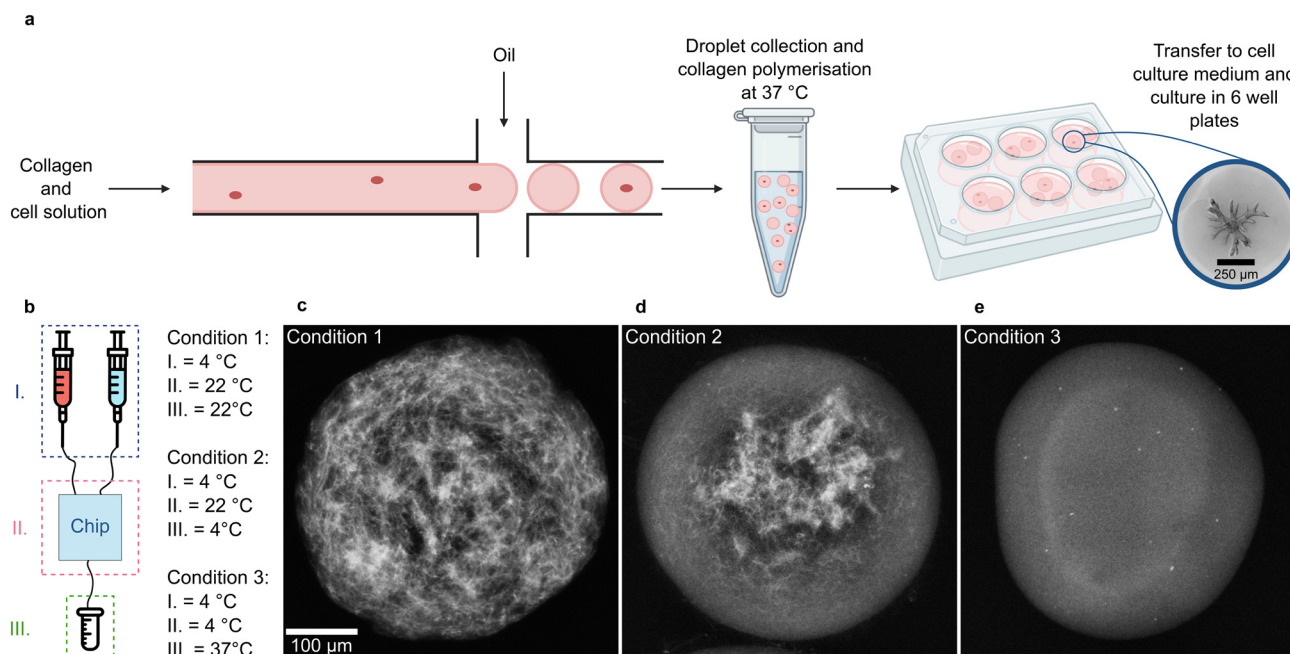 a
Oil
Droplet collection and
collagen polymerisation
at 37 °C
Transfer to cell
culture medium and
culture in 6 well
plates
Collagen
and
cell solution
250 µm
b
I.
II.
Chip
III.
Condition 1:
I. = 4 °C
II. = 22 °C
III. = 22°C
Condition 2:
I. = 4 °C
II. = 22 °C
III. = 4°C
Condition 3:
I. = 4 °C
II. = 4 °C
III. = 37°C
c
Condition 1
100 µm
d
Condition 2
e
Condition 3